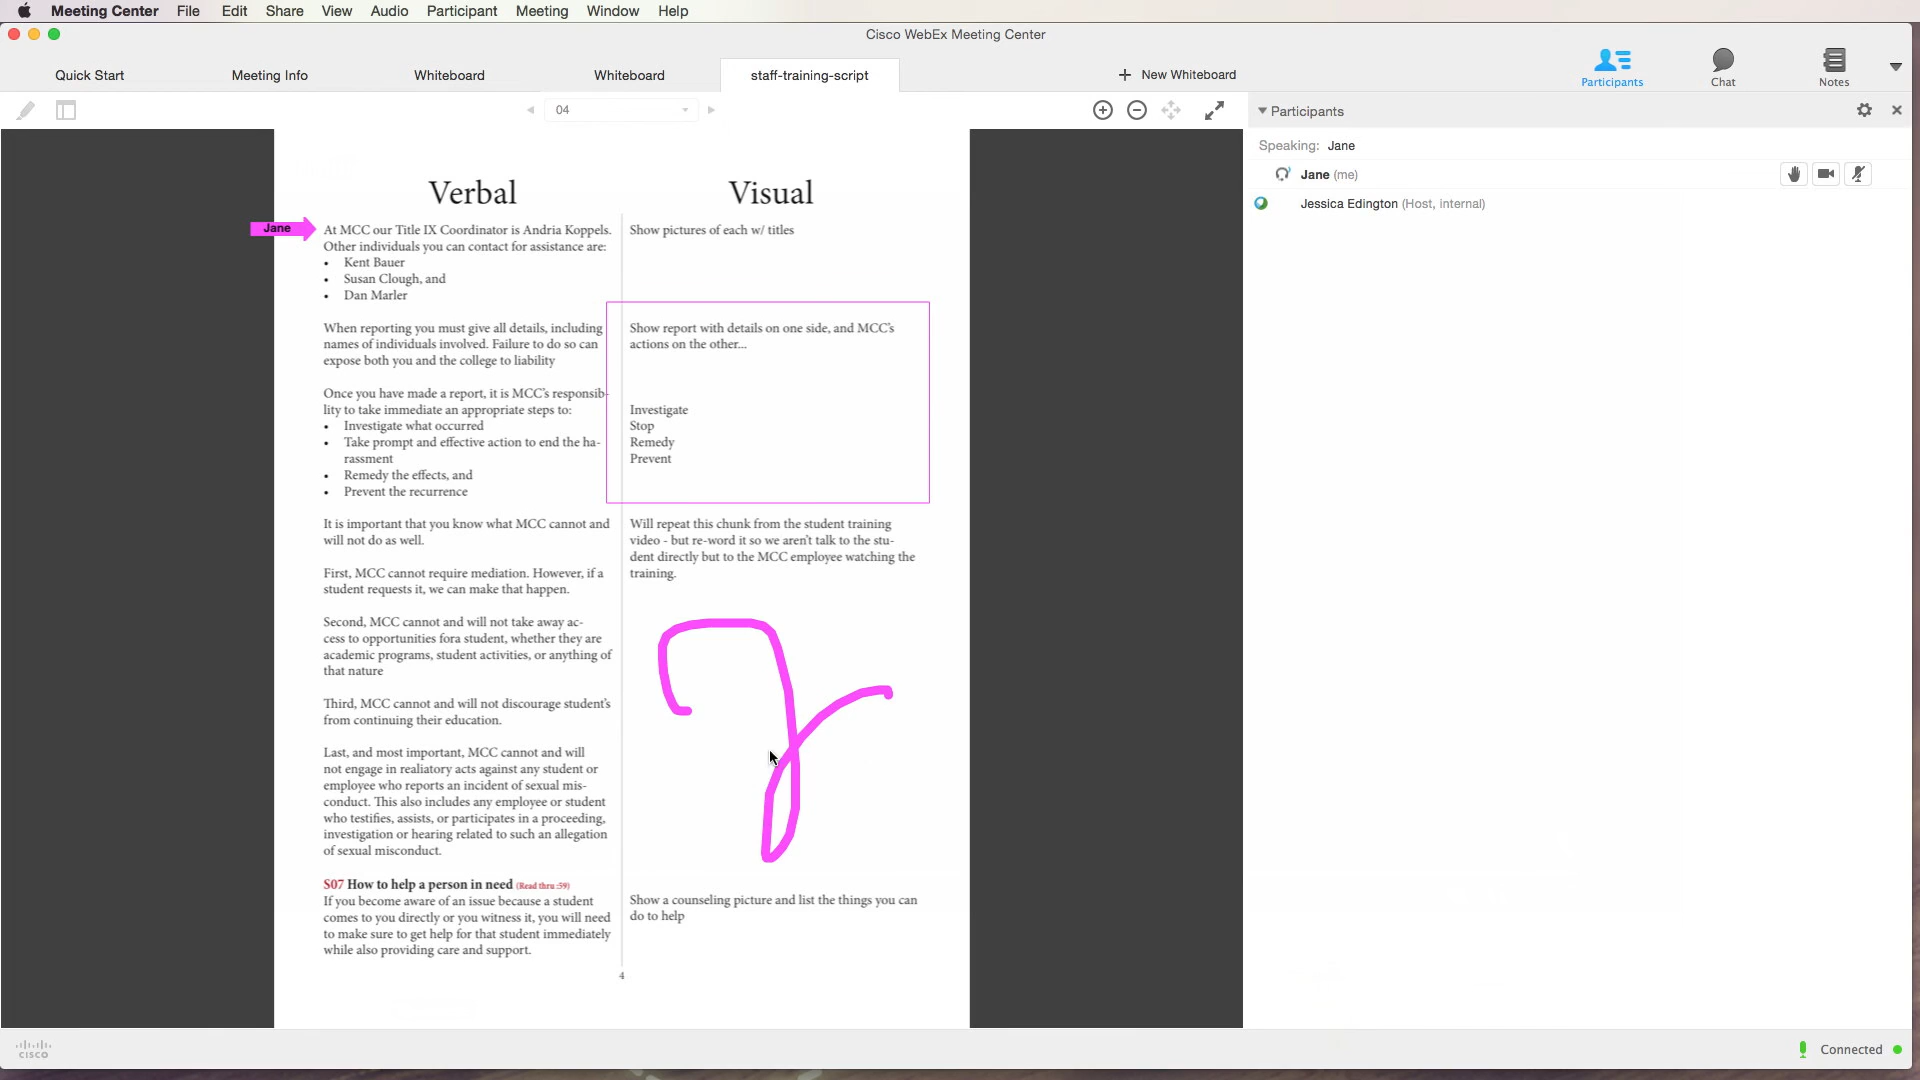 Meeting Center File Edit Share View Audio Participant Meeting Window Help
Cisco WebEx Meeting Center
Quick Start Meeting Info Whiteboard Whiteboard staff-training-script + New Whiteboard
Participants Chat Notes
04
Participants
Speaking: Jane
Jane (me)
Jessica Edington (Host, internal)
Verbal
Jane
At MCC our Title IX Coordinator is Andria Koppels.
Other individuals you can contact for assistance are:
• Kent Bauer
• Susan Clough, and
• Dan Marler
When reporting you must give all details, including
names of individuals involved. Failure to do so can
expose both you and the college to liability
Once you have made a report, it is MCC's responsib-
lity to take immediate an appropriate steps to:
• Investigate what occurred
• Take prompt and effective action to end the ha-
rassment
• Remedy the effects, and
• Prevent the recurrence
It is important that you know what MCC cannot and
will not do as well.
First, MCC cannot require mediation. However, if a
student requests it, we can make that happen.
Second, MCC cannot and will not take away ac-
cess to opportunities fora student, whether they are
academic programs, student activities, or anything of
that nature
Third, MCC cannot and will not discourage student's
from continuing their education.
Last, and most important, MCC cannot and will
not engage in realiatory acts against any student or
employee who reports an incident of sexual mis-
conduct. This also includes any employee or student
who testifies, assists, or participates in a proceeding,
investigation or hearing related to such an allegation
of sexual misconduct.
S07 How to help a person in need (Read thru :59)
If you become aware of an issue because a student
comes to you directly or you witness it, you will need
to make sure to get help for that student immediately
while also providing care and support.
Visual
Show pictures of each w/ titles
Show report with details on one side, and MCC's
actions on the other...
Investigate
Stop
Remedy
Prevent
Will repeat this chunk from the student training
video - but re-word it so we aren't talk to the stu-
dent directly but to the MCC employee watching the
training.
Show a counseling picture and list the things you can
do to help
4
CISCO
Connected